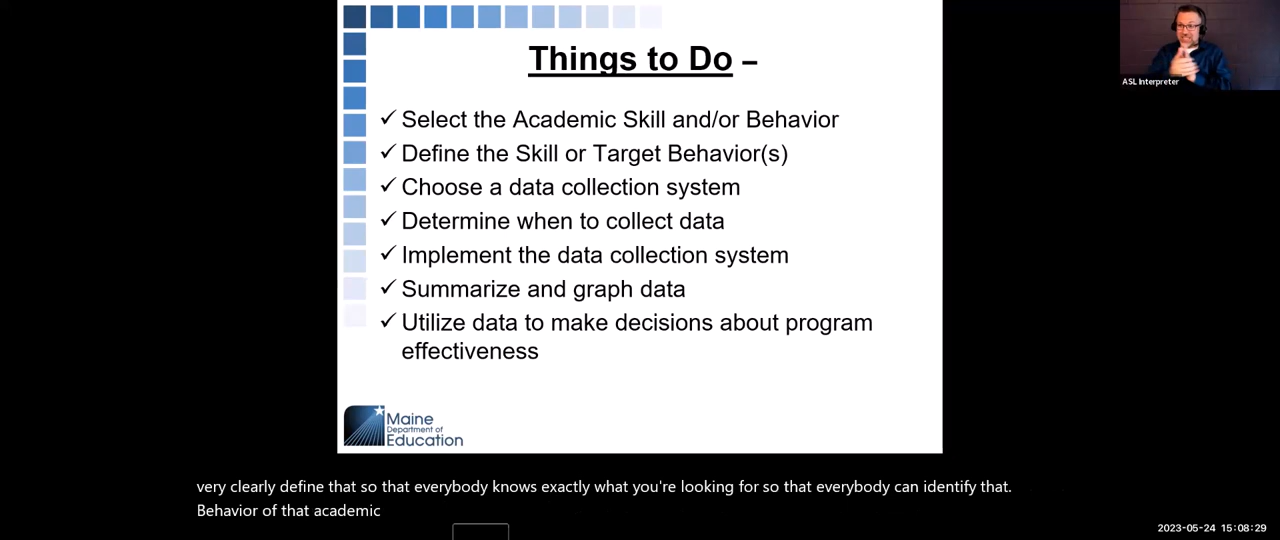 Things to Do –
ASL Interpreter
✓ Select the Academic Skill and/or Behavior
✓ Define the Skill or Target Behavior(s)
✓ Choose a data collection system
✓ Determine when to collect data
✓ Implement the data collection system
✓ Summarize and graph data
✓ Utilize data to make decisions about program
effectiveness
Maine
Department of
Education
very clearly define that so that everybody knows exactly what you're looking for so that everybody can identify that.
Behavior of that academic
2023-05-24 15:08:29